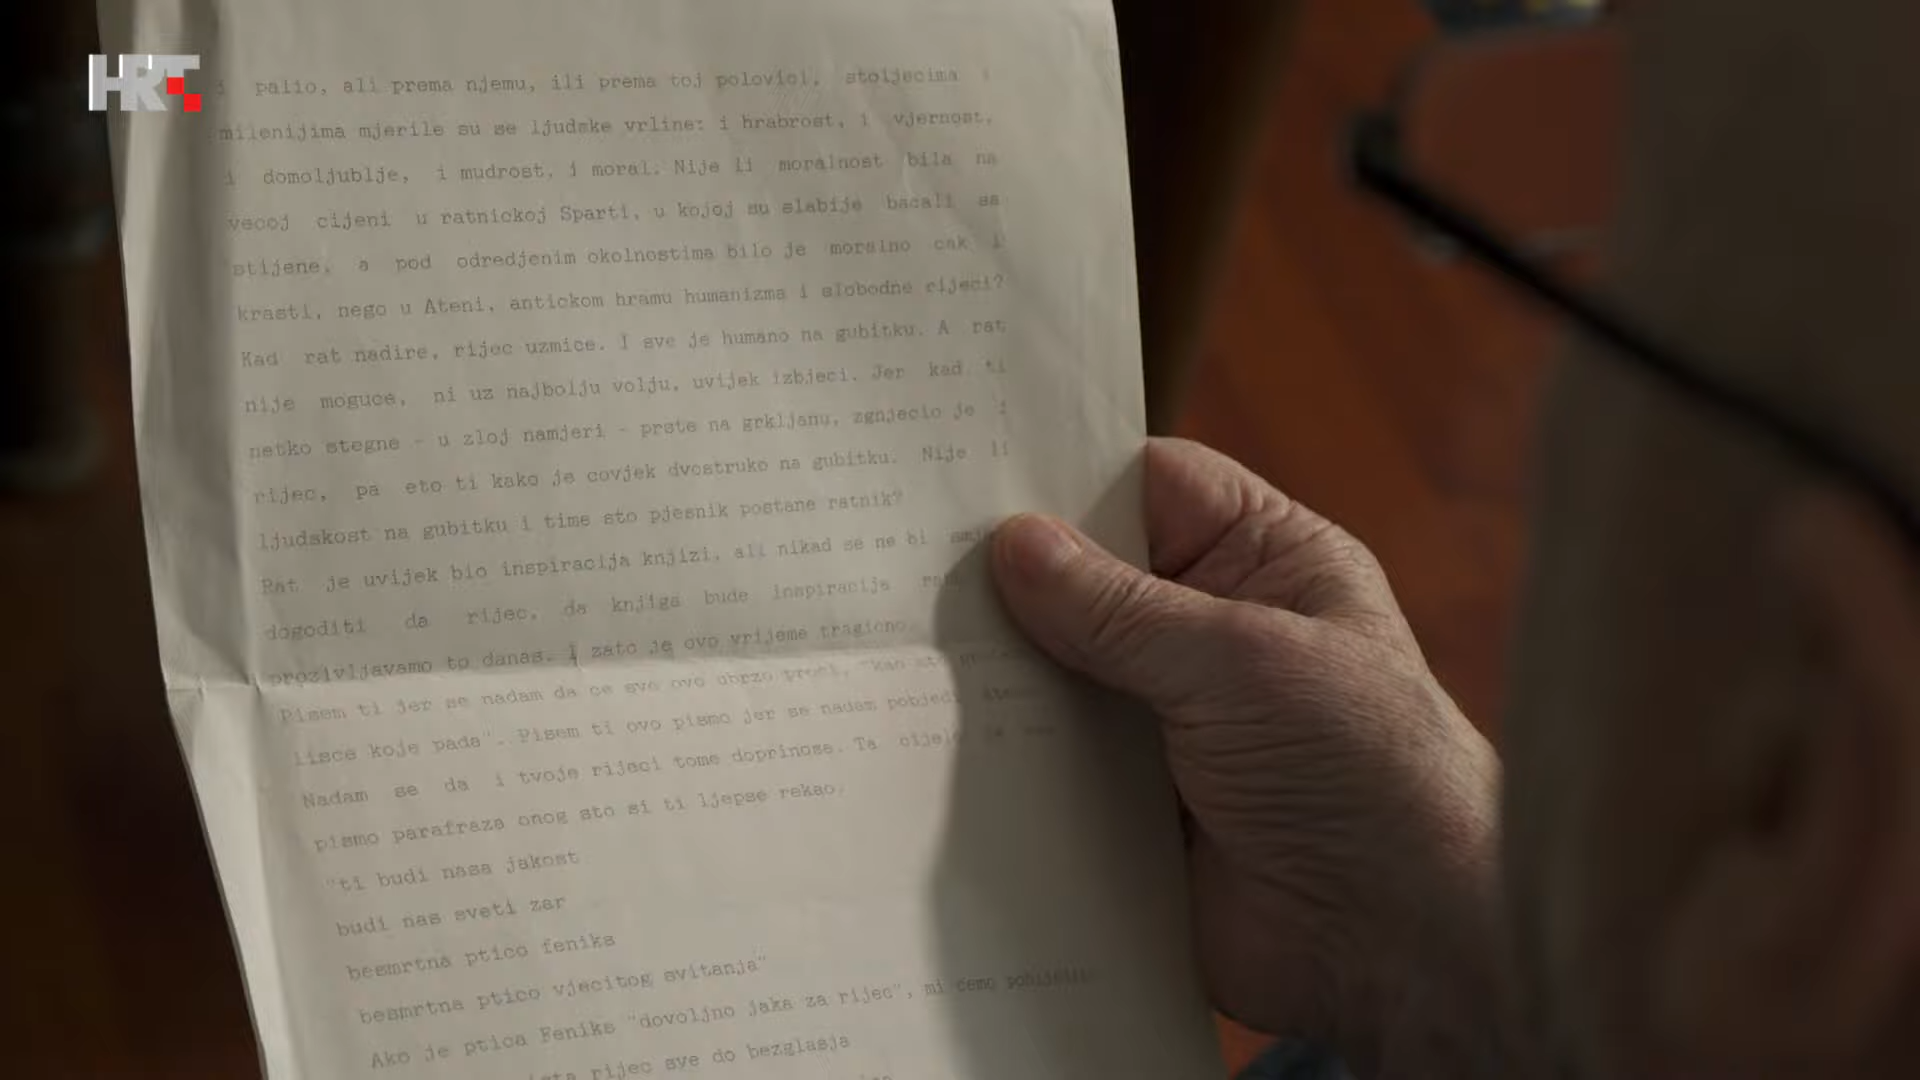 HRT
i palio, ali prema njemu, ili prema toj polovici, stoljecima i
milenijima mjerile su se ljudske vrline: i hrabrost, i vjernost,
i domoljublje, i mudrost, i moral. Nije li moralnost bila na
vecoj cijeni u ratnickoj Sparti, u kojoj su slabije bacali sa
stijene, a pod odredjenim okolnostima bilo je moralno cak i
krasti, nego u Ateni, antickom hramu humanizma i slobodne rijeci?
Kad rat nadire, rijec uzmice. I sve je humano na gubitku. A rat
nije moguce, ni uz najbolju volju, uvijek izbjeci. Jer kad ti
netko stegne - u zloj namjeri - prste na grkljanu, zgnjecio je i
rijec, pa eto ti kako je covjek dvostruko na gubitku. Nije li
ljudskost na gubitku i time sto pjesnik postane ratnik?
Rat je uvijek bio inspiracija knjizi, ali nikad se ne bi
dogoditi da rijec, da knjiga bude inspiracija
prozivljavamo to danas. I zato je ovo vrijeme tragicno.
Pisem ti jer se nadam da ce sve ovo obrzo proci, "kao sto
lisce koje pada". Pisem ti ovo pismo jer se nadam
Nadam se da i tvoje rijeci tome doprinose. Ta
pismo parafraza onog sto si ti ljepse rekao.
"ti budi nasa jakost
budi nas sveti zar
besmrtna ptico feniks
besmrtna ptico vjecitog svitanja"
Ako je ptica Feniks "dovoljno jaka za rijec", mi cemo
rijec sve do bezglasja